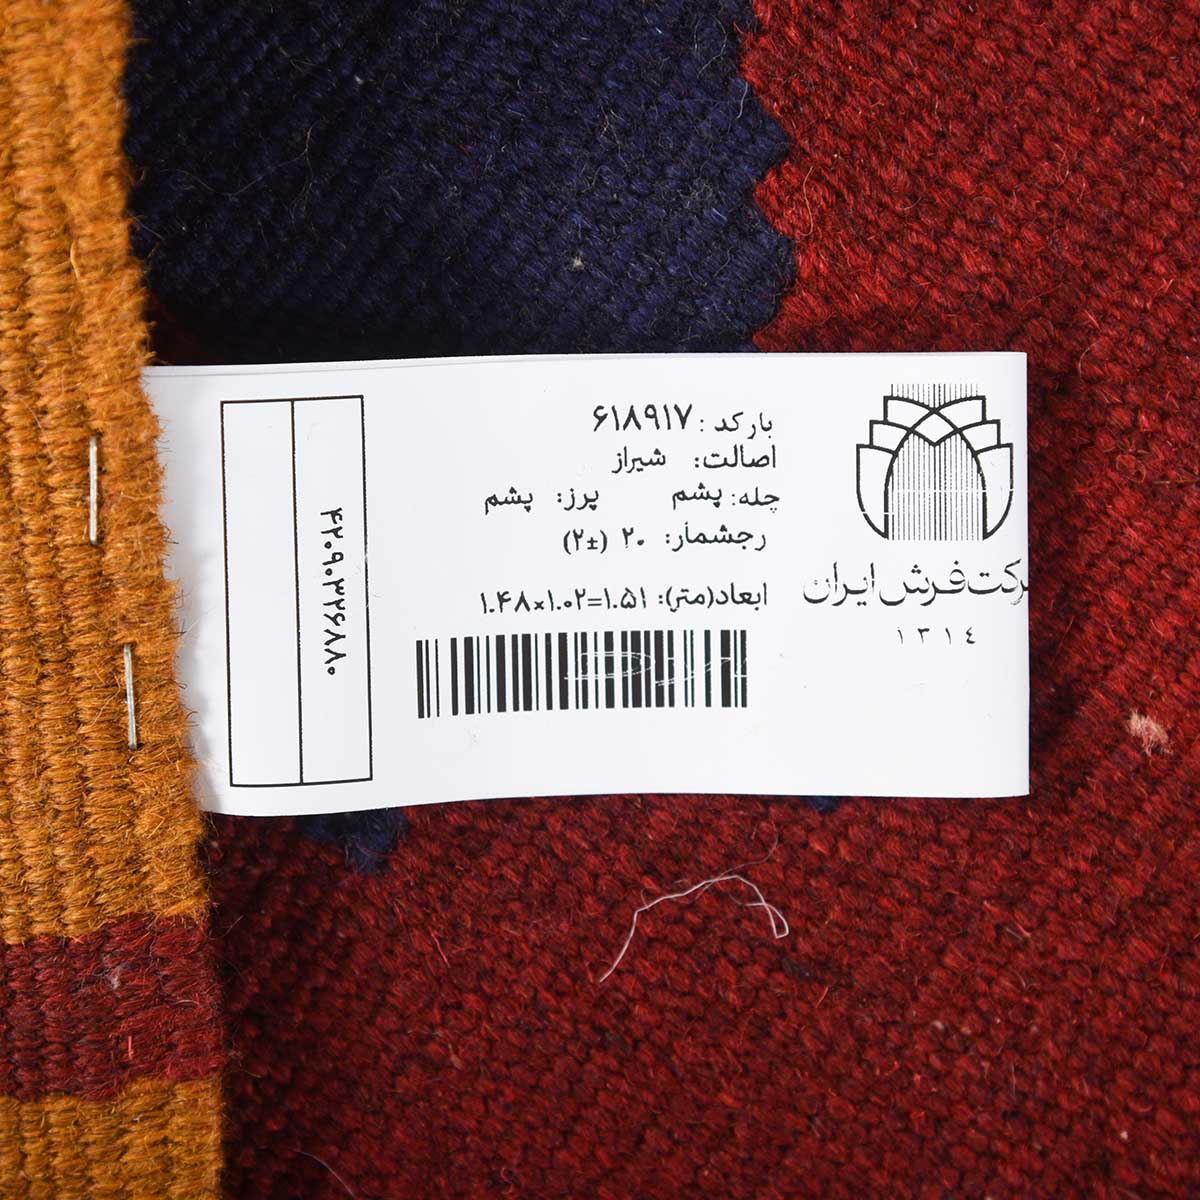 بارکد: ۶۱۸۹۱۷
اصالت: شیراز
چله: پشم پرز: پشم
رجشمار: ۲۰ (±۲)
ابعاد(متر): ۱.۴۸×۱.۰۲=۱.۵۱
رکت فرش ایران
۱۳۱۴
۴۲۰۹۰۳۲۶۸۸۰